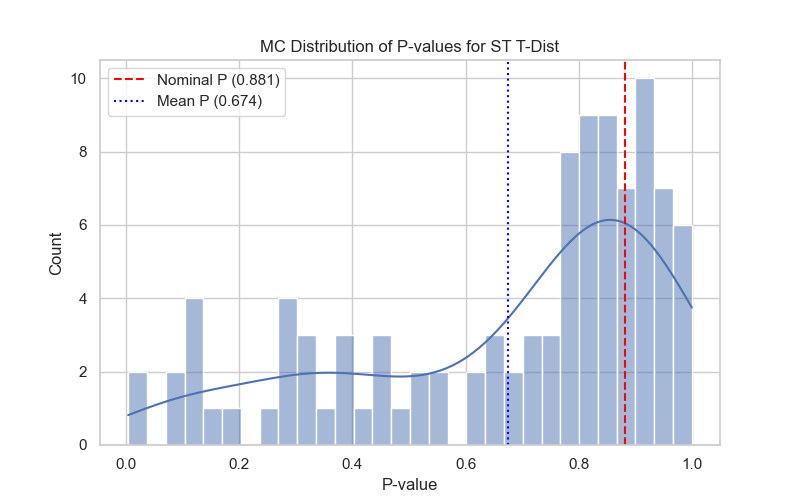 MC Distribution of P-values for ST T-Dist
Nominal P (0.881)
Mean P (0.674)
10
8
6
4
2
0
Count
0.0 0.2 0.4 0.6 0.8 1.0
P-value